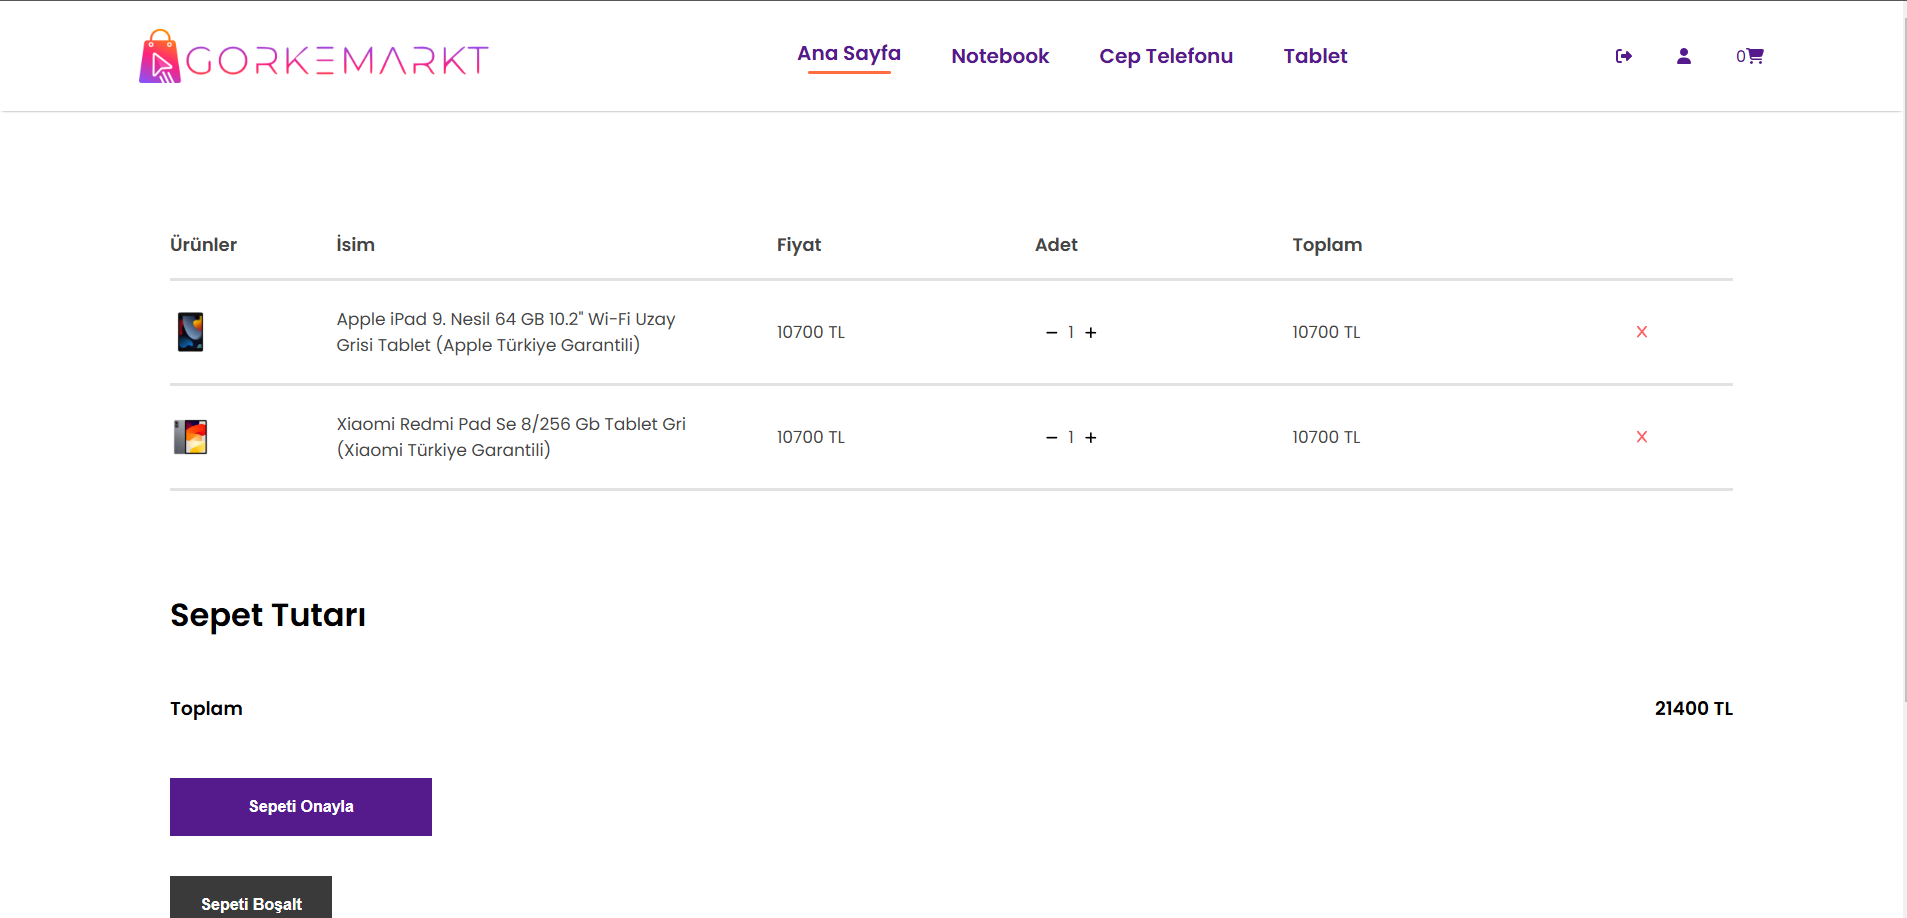 GORKEMARKT
Ana Sayfa Notebook Cep Telefonu Tablet 0
Ürünler İsim Fiyat Adet Toplam
Apple iPad 9. Nesil 64 GB 10.2" Wi-Fi Uzay
Grisi Tablet (Apple Türkiye Garantili)
10700 TL − 1 + 10700 TL X
Xiaomi Redmi Pad Se 8/256 Gb Tablet Gri
(Xiaomi Türkiye Garantili)
10700 TL − 1 + 10700 TL X
Sepet Tutarı
Toplam 21400 TL
Sepeti Onayla
Sepeti Boşalt